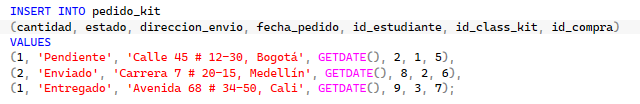 INSERT INTO pedido_kit
(cantidad, estado, direccion_envio, fecha_pedido, id_estudiante, id_class_kit, id_compra)
VALUES
(1, 'Pendiente', 'Calle 45 # 12-30, Bogotá', GETDATE(), 2, 1, 5),
(2, 'Enviado', 'Carrera 7 # 20-15, Medellín', GETDATE(), 8, 2, 6),
(1, 'Entregado', 'Avenida 68 # 34-50, Cali', GETDATE(), 9, 3, 7);